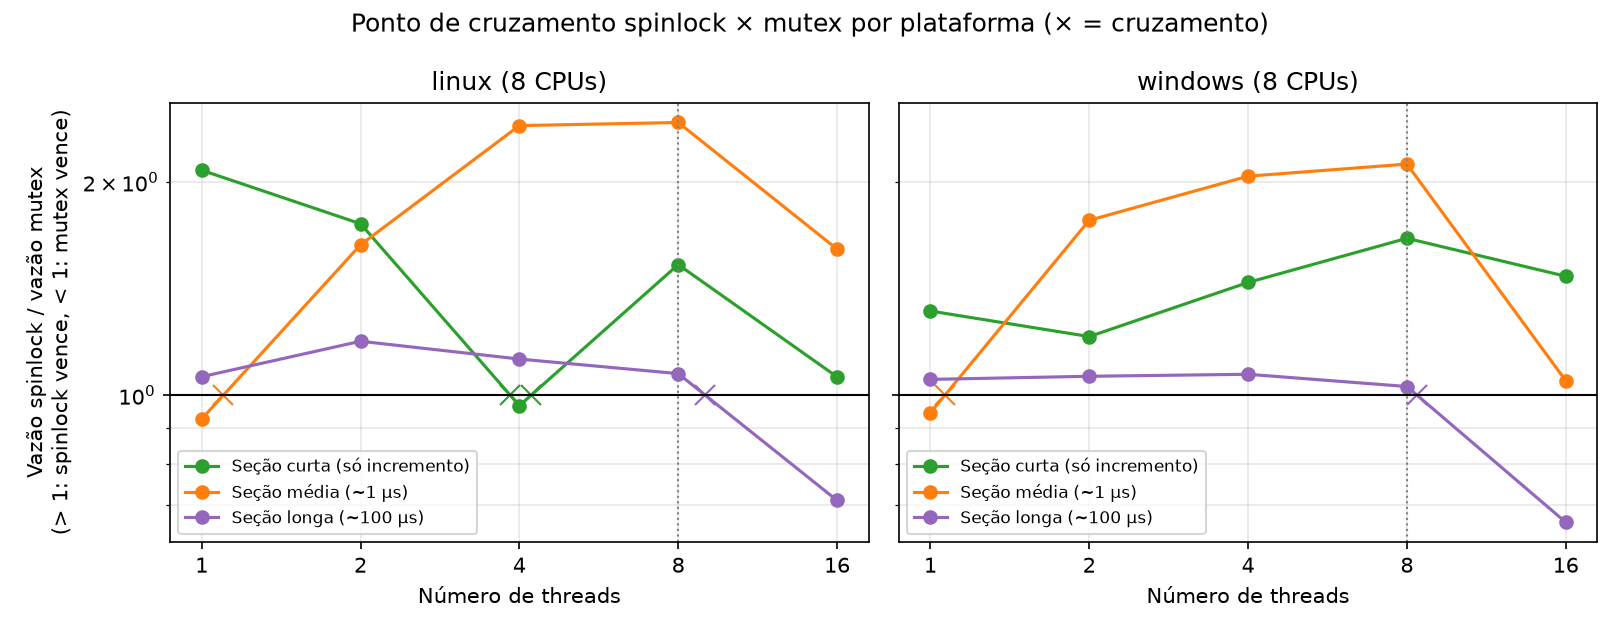 Ponto de cruzamento spinlock × mutex por plataforma (× = cruzamento)
linux (8 CPUs)
windows (8 CPUs)
Vazão spinlock / vazão mutex
(> 1: spinlock vence, < 1: mutex vence)
2 × 10⁰
10⁰
Seção curta (só incremento)
Seção média (~1 µs)
Seção longa (~100 µs)
1 2 4 8 16
Número de threads
Seção curta (só incremento)
Seção média (~1 µs)
Seção longa (~100 µs)
1 2 4 8 16
Número de threads